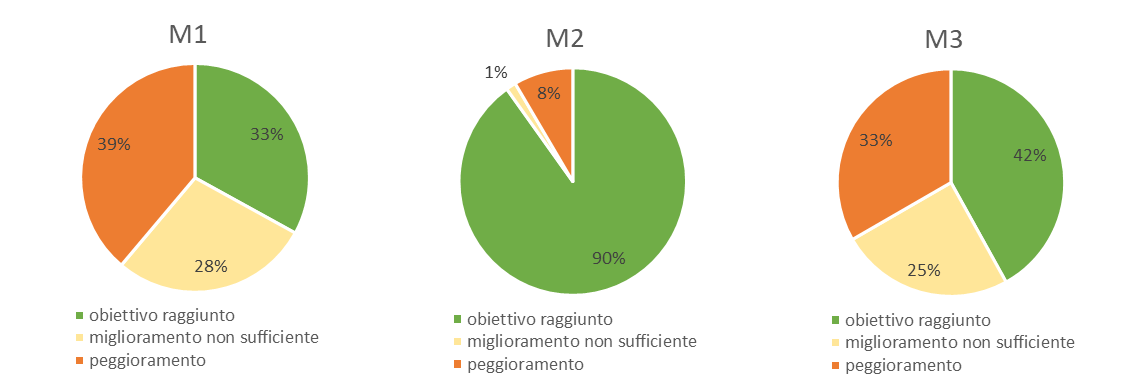 M1
33%
28%
39%
obiettivo raggiunto
miglioramento non sufficiente
peggioramento
M2
1%
8%
90%
obiettivo raggiunto
miglioramento non sufficiente
peggioramento
M3
42%
25%
33%
obiettivo raggiunto
miglioramento non sufficiente
peggioramento